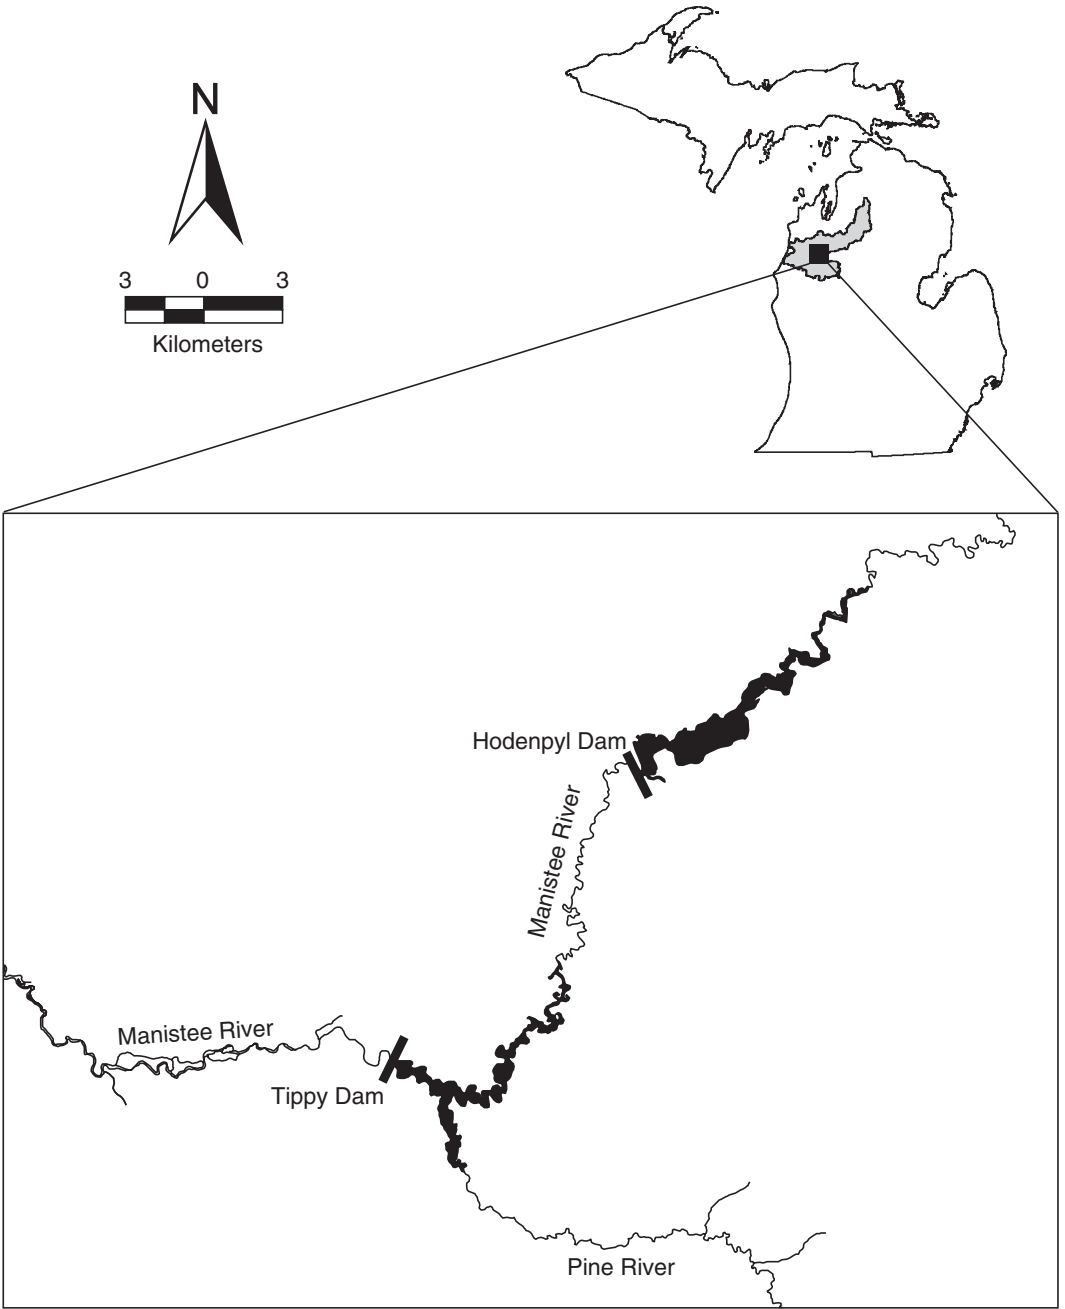 N
3 0 3
Kilometers
Hodenpyl Dam
Manistee River
Manistee River
Tippy Dam
Pine River